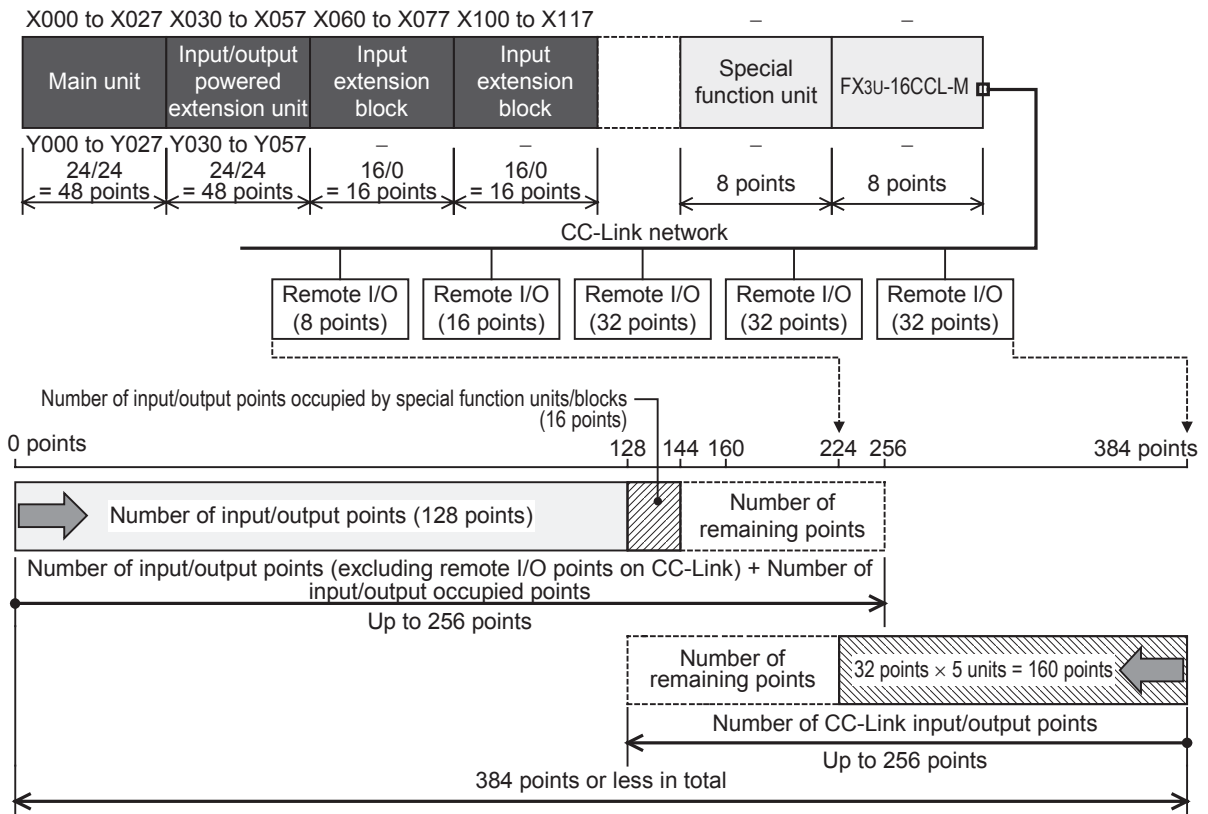 X000 to X027 X030 to X057 X060 to X077 X100 to X117 – –
Main unit
Input/output
powered
extension unit
Input
extension
block
Input
extension
block
Special
function unit
FX3U-16CCL-M
Y000 to Y027 Y030 to Y057 – – – –
24/24
= 48 points
24/24
= 48 points
16/0
= 16 points
16/0
= 16 points
8 points
8 points
CC-Link network
Remote I/O
(8 points)
Remote I/O
(16 points)
Remote I/O
(32 points)
Remote I/O
(32 points)
Remote I/O
(32 points)
Number of input/output points occupied by special function units/blocks
(16 points)
0 points 128 144 160 224 256 384 points
Number of input/output points (128 points)
Number of
remaining points
Number of input/output points (excluding remote I/O points on CC-Link) + Number of
input/output occupied points
Up to 256 points
Number of
remaining points
32 points × 5 units = 160 points
Number of CC-Link input/output points
Up to 256 points
384 points or less in total